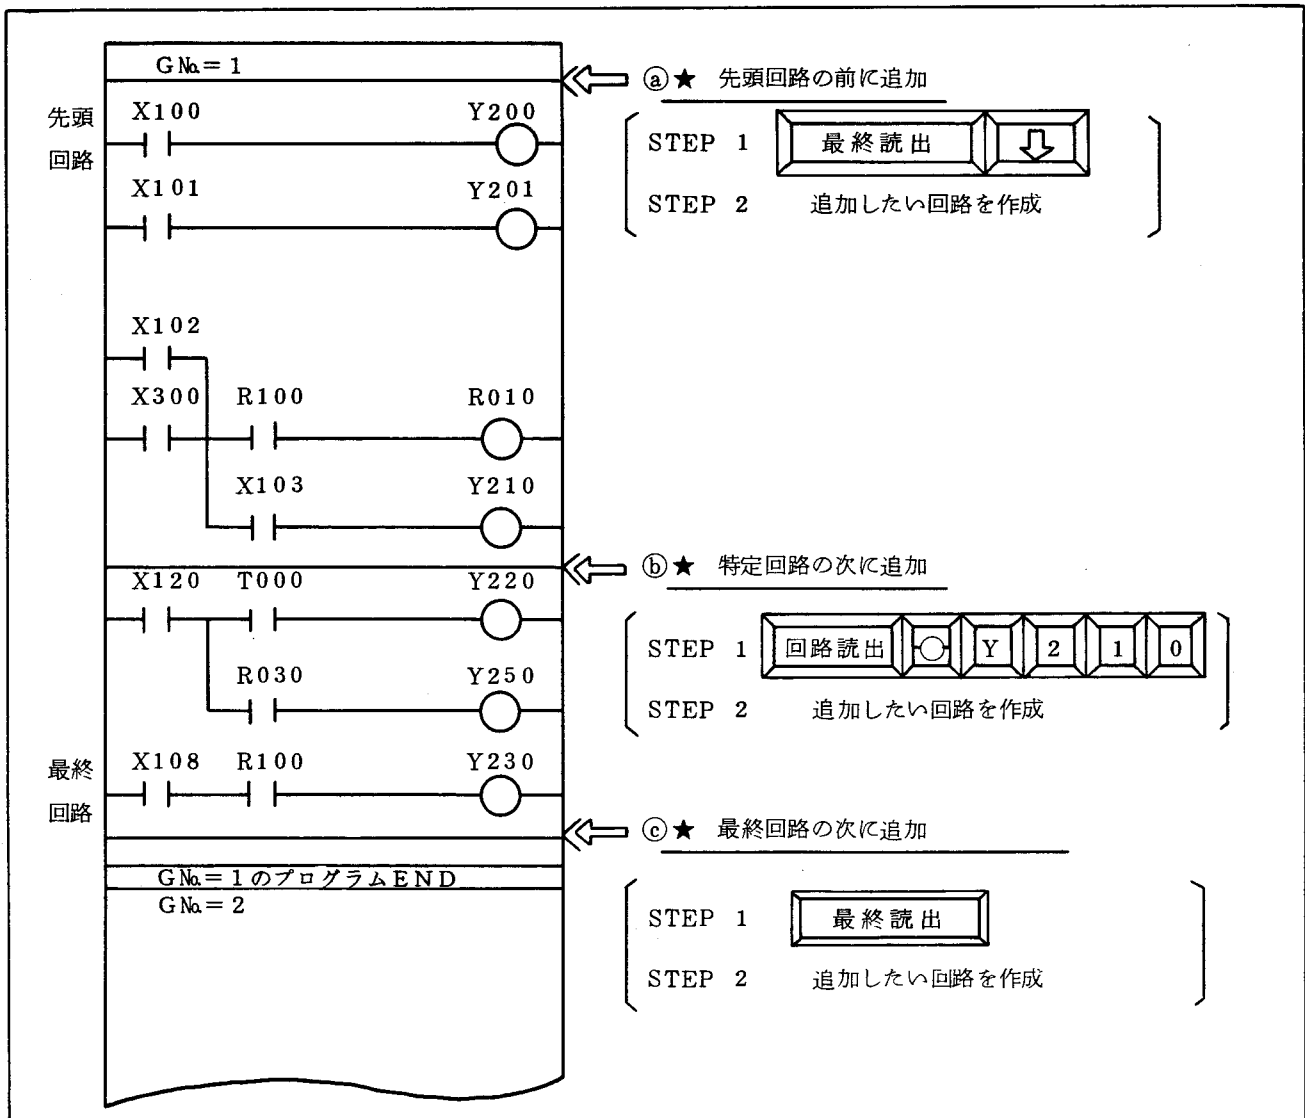 G№=1
ⓐ★ 先頭回路の前に追加
先頭
回路
X100 Y200
STEP 1 最終読出 ⇩
X101 Y201
STEP 2 追加したい回路を作成
X102
X300 R100 R010
X103 Y210
ⓑ★ 特定回路の次に追加
X120 T000 Y220
STEP 1 回路読出 Y 2 1 0
R030 Y250
STEP 2 追加したい回路を作成
最終
回路
X108 R100 Y230
ⓒ★ 最終回路の次に追加
G№=1のプログラムEND
G№=2
STEP 1 最終読出
STEP 2 追加したい回路を作成